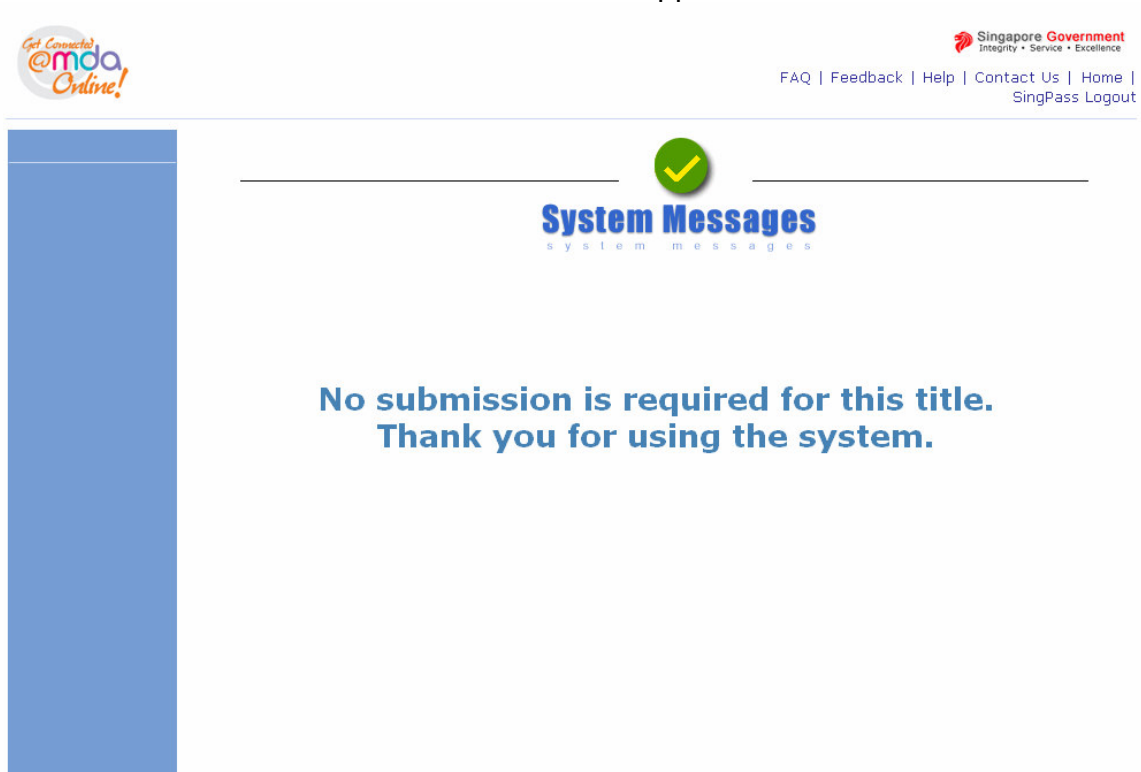 Get Connected
@mda
Online!
Singapore Government
Integrity • Service • Excellence
FAQ | Feedback | Help | Contact Us | Home |
SingPass Logout
System Messages
system messages
No submission is required for this title.
Thank you for using the system.